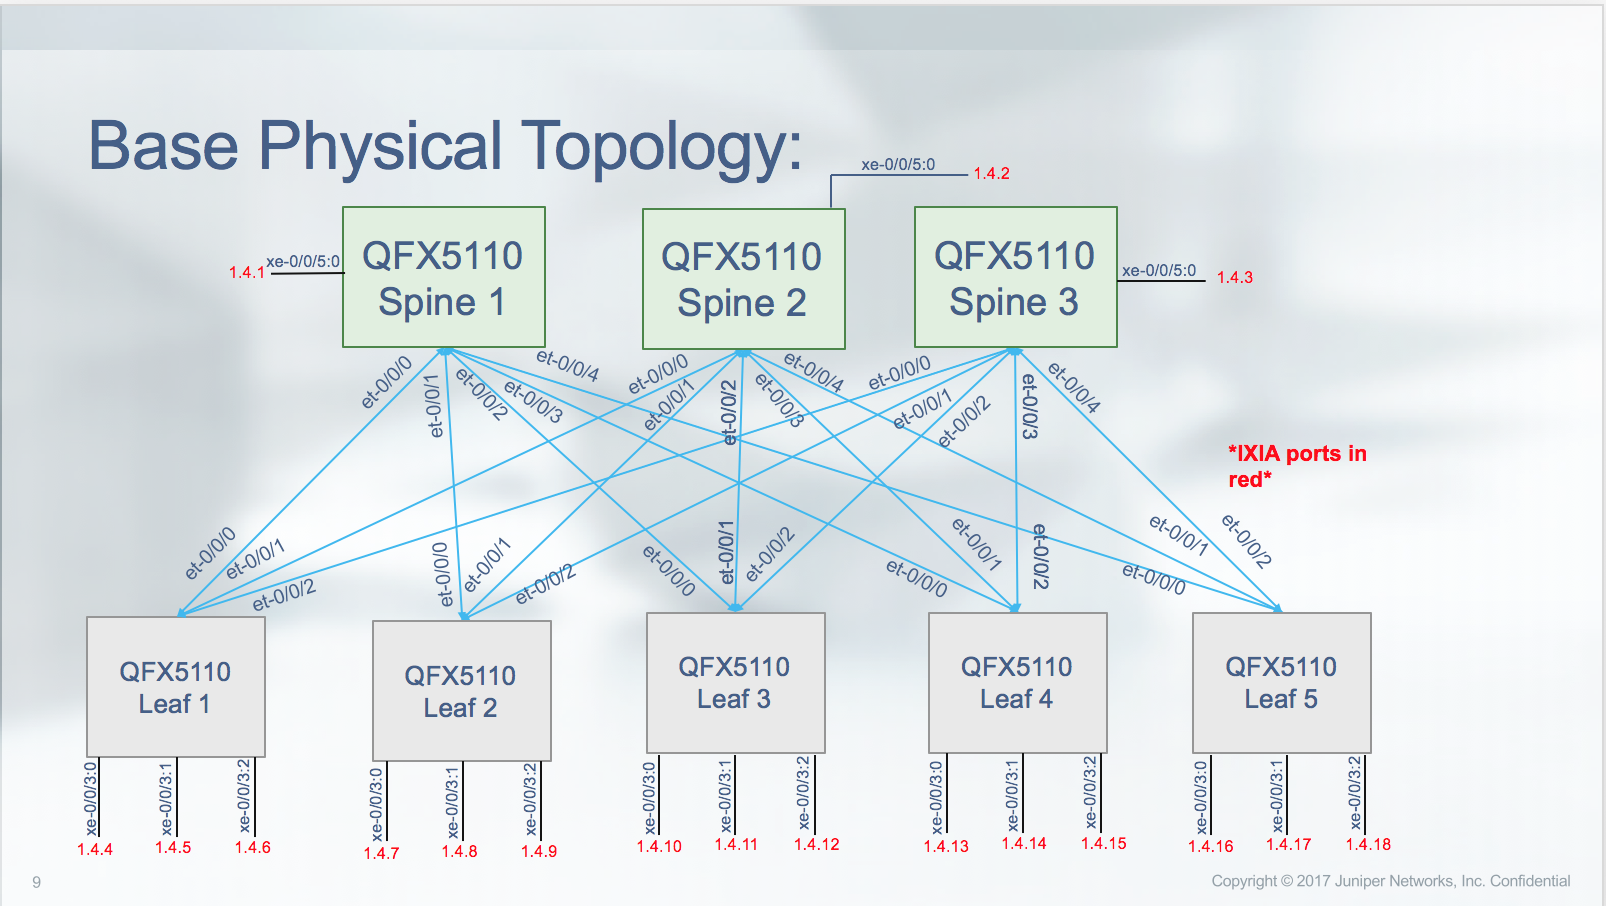 Base Physical Topology:
xe-0/0/5:0
1.4.2
QFX5110
Spine 1
QFX5110
Spine 2
QFX5110
Spine 3
1.4.1
xe-0/0/5:0
xe-0/0/5:0
1.4.3
et-0/0/0
et-0/0/1
et-0/0/2
et-0/0/3
et-0/0/4
et-0/0/0
et-0/0/1
et-0/0/2
et-0/0/3
et-0/0/4
et-0/0/0
et-0/0/1
et-0/0/2
et-0/0/3
et-0/0/4
*IXIA ports in
red*
et-0/0/0
et-0/0/1
et-0/0/2
et-0/0/0
et-0/0/1
et-0/0/2
et-0/0/0
et-0/0/1
et-0/0/2
et-0/0/0
et-0/0/1
et-0/0/2
et-0/0/0
et-0/0/1
et-0/0/2
QFX5110
Leaf 1
QFX5110
Leaf 2
QFX5110
Leaf 3
QFX5110
Leaf 4
QFX5110
Leaf 5
xe-0/0/3:0
xe-0/0/3:1
xe-0/0/3:2
xe-0/0/3:0
xe-0/0/3:1
xe-0/0/3:2
xe-0/0/3:0
xe-0/0/3:1
xe-0/0/3:2
xe-0/0/3:0
xe-0/0/3:1
xe-0/0/3:2
xe-0/0/3:0
xe-0/0/3:1
xe-0/0/3:2
1.4.4
1.4.5
1.4.6
1.4.7
1.4.8
1.4.9
1.4.10
1.4.11
1.4.12
1.4.13
1.4.14
1.4.15
1.4.16
1.4.17
1.4.18
9
Copyright © 2017 Juniper Networks, Inc. Confidential